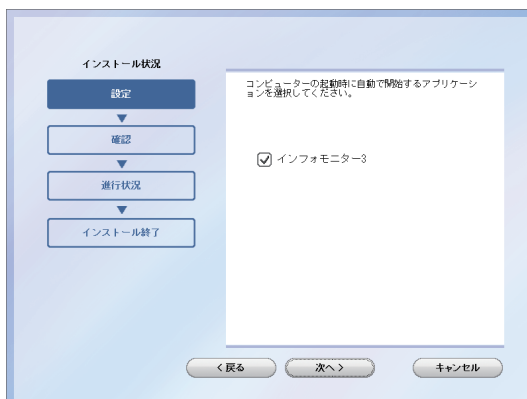 インストール状況
設定
確認
進行状況
インストール終了
コンピューターの起動時に自動で開始するアプリケーシ
ョンを選択してください。
インフォモニター3
＜戻る
次へ＞
キャンセル